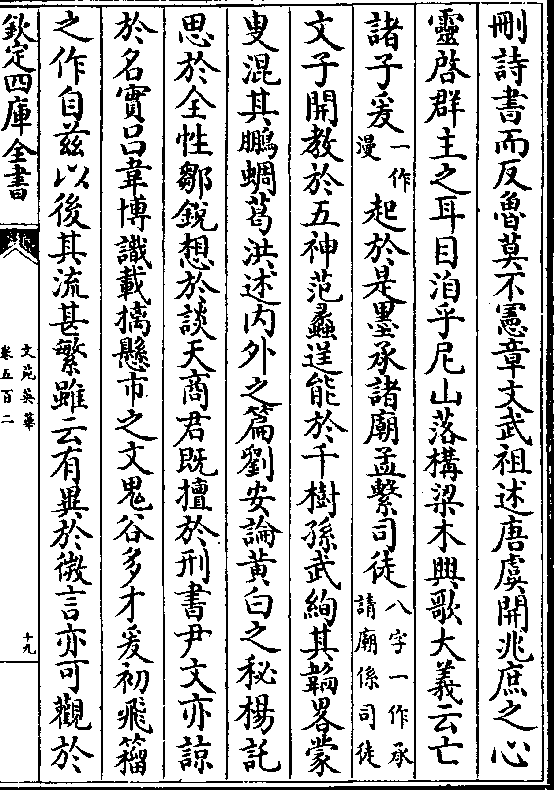 刪詩書而反魯莫不憲章文武祖述唐虞開兆庶之心
靈啓群主之耳目洎乎尼山落構梁木興歌大義云亡
諸子爰一作漫起於是墨承諸廟孟繫司徒八字一作承請廟係司徒
文子開教於五神范蠡逞能於千樹孫武絢其韜畧蒙
叟混其鵬蜩葛洪述内外之篇劉安論黄白之秘楊託
思於全性鄒銳想於談天商君既擅於刑書尹文亦諒
於名實吕韋博識載摛懸市之文鬼谷多才爰初飛籀
之作自兹以後其流甚繁雖云有異於微言亦可觀於
欽定四庫全書
文苑英華
卷五百二
十九